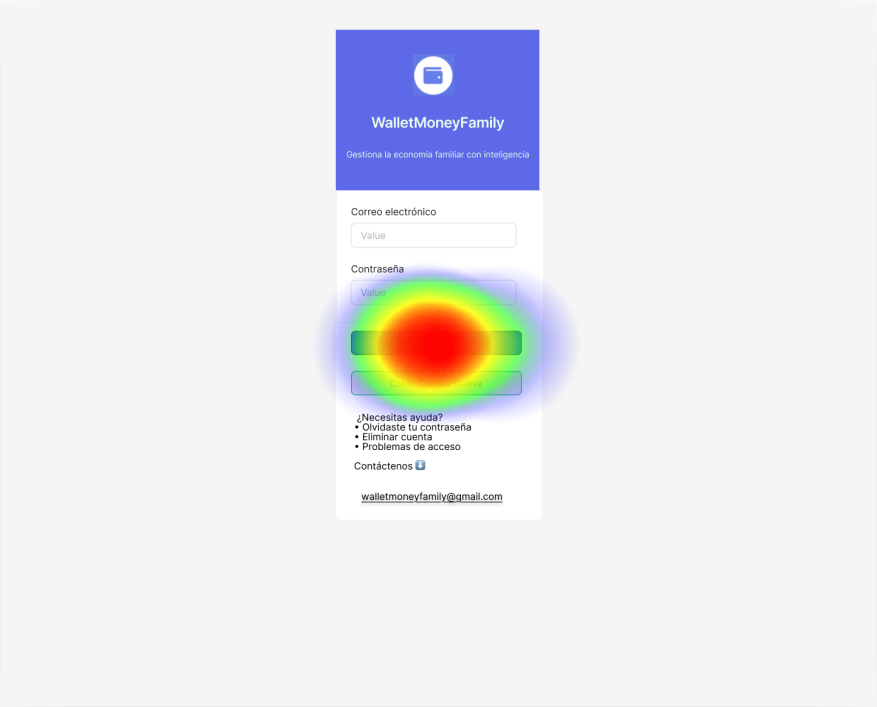 WalletMoneyFamily
Gestiona la economía familiar con inteligencia
Correo electrónico
Value
Contraseña
Value
¿Necesitas ayuda?
• Olvidaste tu contraseña
• Eliminar cuenta
• Problemas de acceso
Contáctenos ⬇️
walletmoneyfamily@gmail.com